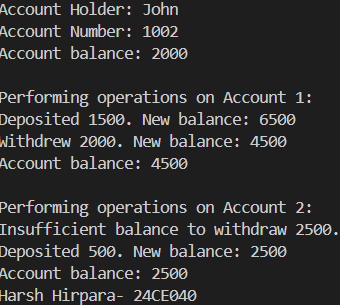 Account Holder: John
Account Number: 1002
Account balance: 2000
Performing operations on Account 1:
Deposited 1500. New balance: 6500
Withdrew 2000. New balance: 4500
Account balance: 4500
Performing operations on Account 2:
Insufficient balance to withdraw 2500.
Deposited 500. New balance: 2500
Account balance: 2500
Harsh Hirpara- 24CE040